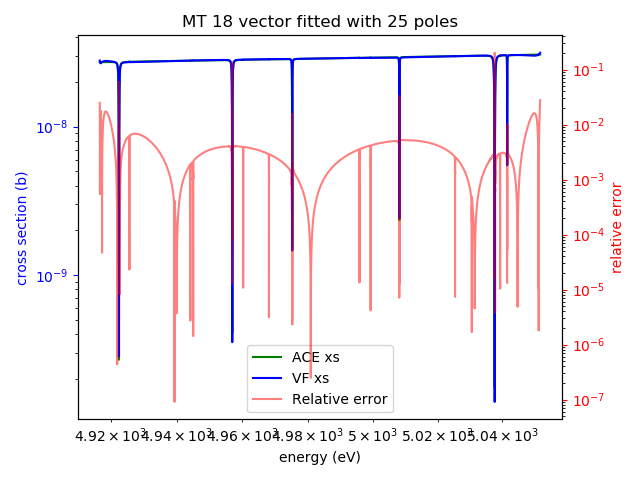 MT 18 vector fitted with 25 poles
10⁻⁸
10⁻⁹
cross section (b)
10⁻¹
10⁻²
10⁻³
10⁻⁴
10⁻⁵
10⁻⁶
10⁻⁷
relative error
ACE xs
VF xs
Relative error
4.92 × 10³
4.94 × 10³
4.96 × 10³
4.98 × 10³
5 × 10³
5.02 × 10³
5.04 × 10³
energy (eV)